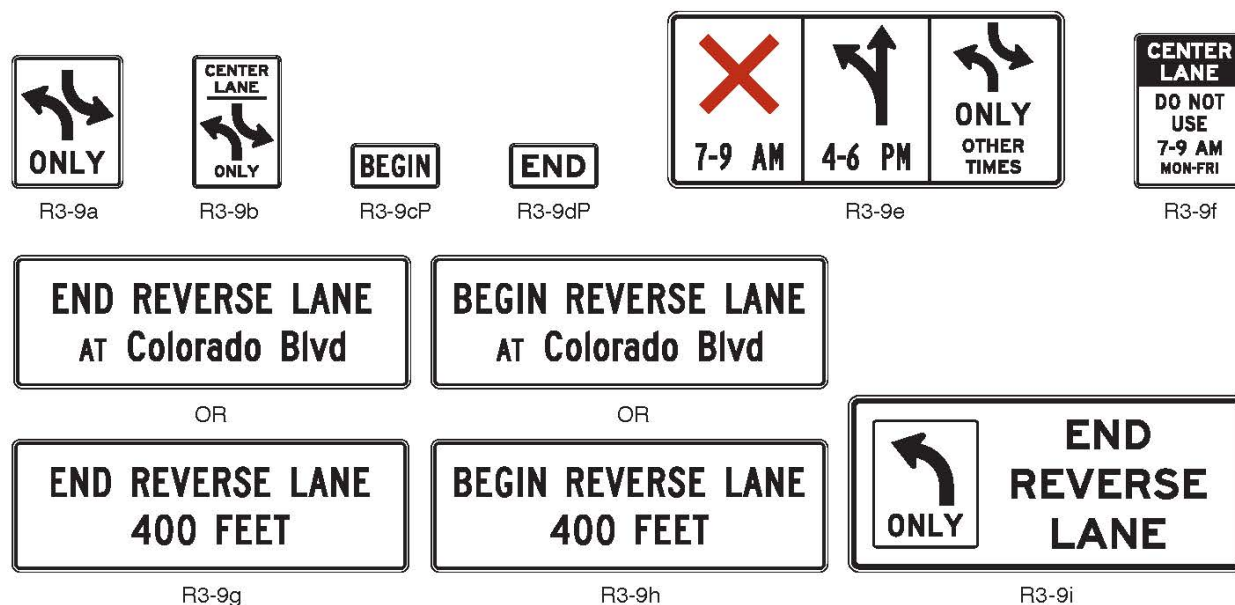 ONLY
R3-9a
CENTER
LANE
ONLY
R3-9b
BEGIN
R3-9cP
END
R3-9dP
7-9 AM
4-6 PM
ONLY
OTHER
TIMES
R3-9e
CENTER
LANE
DO NOT
USE
7-9 AM
MON-FRI
R3-9f
END REVERSE LANE
AT Colorado Blvd
OR
END REVERSE LANE
400 FEET
R3-9g
BEGIN REVERSE LANE
AT Colorado Blvd
OR
BEGIN REVERSE LANE
400 FEET
R3-9h
ONLY
END
REVERSE
LANE
R3-9i